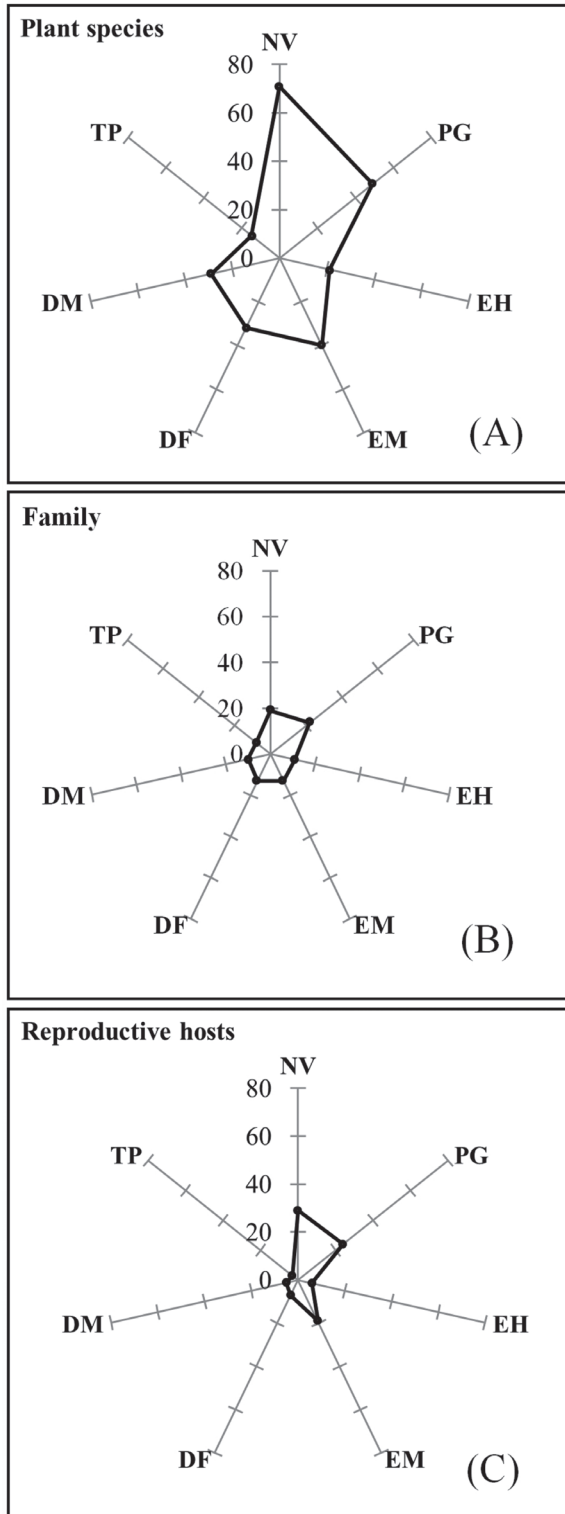 Plant species
NV
80
TP
PG
60
40
20
0
DM
EH
DF
EM
(A)
Family
NV
80
TP
PG
60
40
20
0
DM
EH
DF
EM
(B)
Reproductive hosts
NV
80
TP
PG
60
40
20
0
DM
EH
DF
EM
(C)